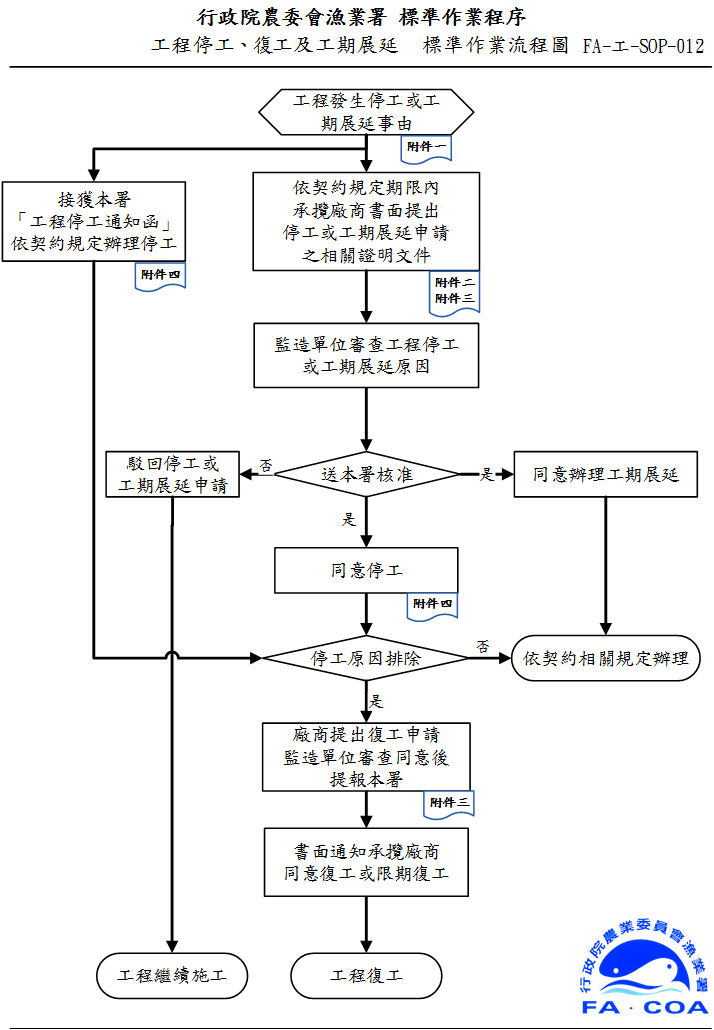 行政院農委會漁業署 標準作業程序
工程停工、復工及工期展延 標準作業流程圖 FA-工-SOP-012
工程發生停工或工
期展延事由
附件一
接獲本署
「工程停工通知函」
依契約規定辦理停工
附件四
依契約規定期限內
承攬廠商書面提出
停工或工期展延申請
之相關證明文件
附件二
附件三
監造單位審查工程停工
或工期展延原因
駁回停工或
工期展延申請
否
送本署核准
是
同意辦理工期展延
是
同意停工
附件四
停工原因排除
否
依契約相關規定辦理
是
廠商提出復工申請
監造單位審查同意後
提報本署
附件三
書面通知承攬廠商
同意復工或限期復工
工程繼續施工
工程復工
行政院農業委員會漁業署
FA·COA